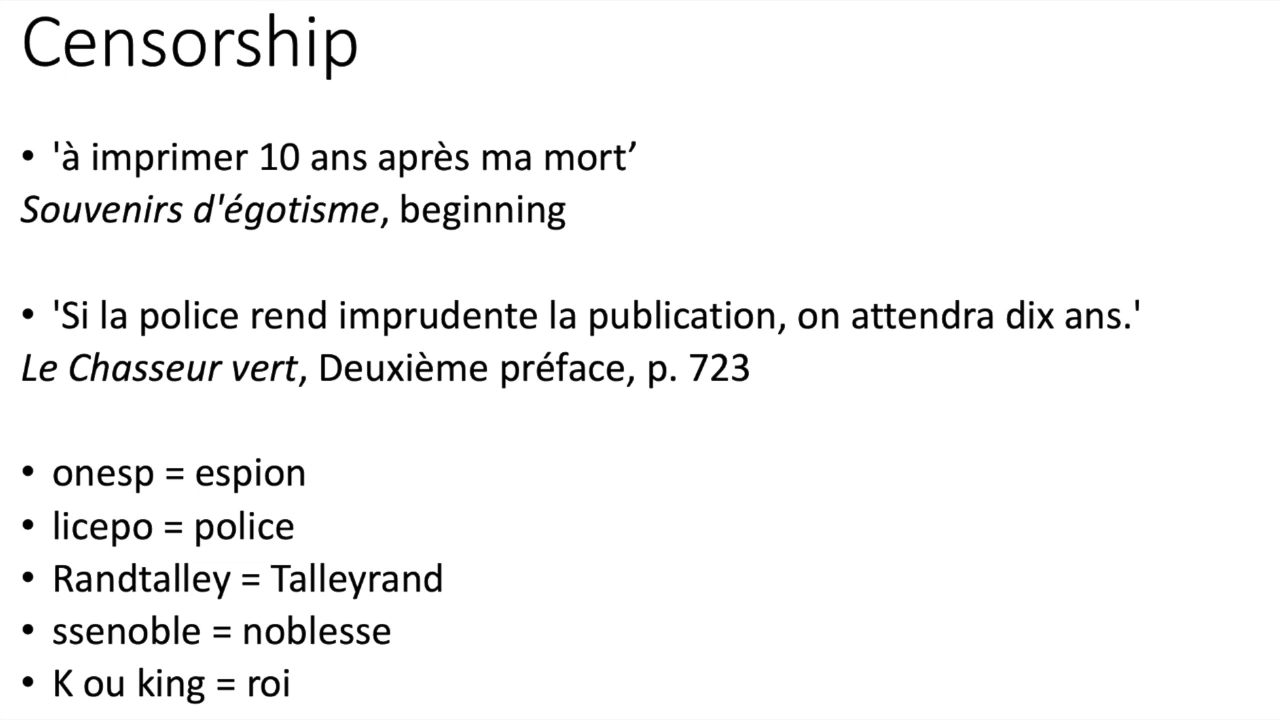 Censorship
• 'à imprimer 10 ans après ma mort’
Souvenirs d'égotisme, beginning
• 'Si la police rend imprudente la publication, on attendra dix ans.'
Le Chasseur vert, Deuxième préface, p. 723
• onesp = espion
• licepo = police
• Randtalley = Talleyrand
• ssenoble = noblesse
• K ou king = roi